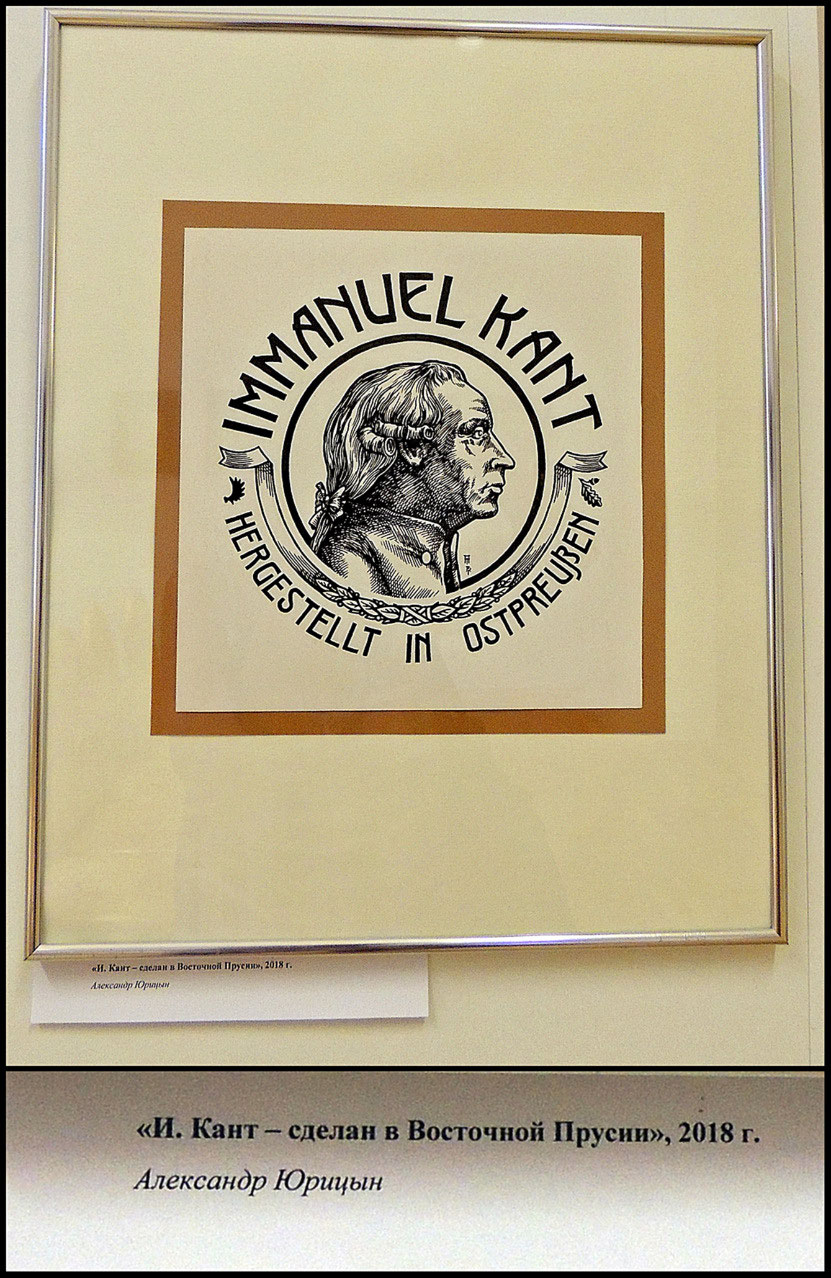 IMMANUEL KANT
HERGESTELLT IN OSTPREUßEN
«И. Кант – сделан в Восточной Прусии», 2018 г.
Александр Юрицын
«И. Кант – сделан в Восточной Прусии», 2018 г.
Александр Юрицын